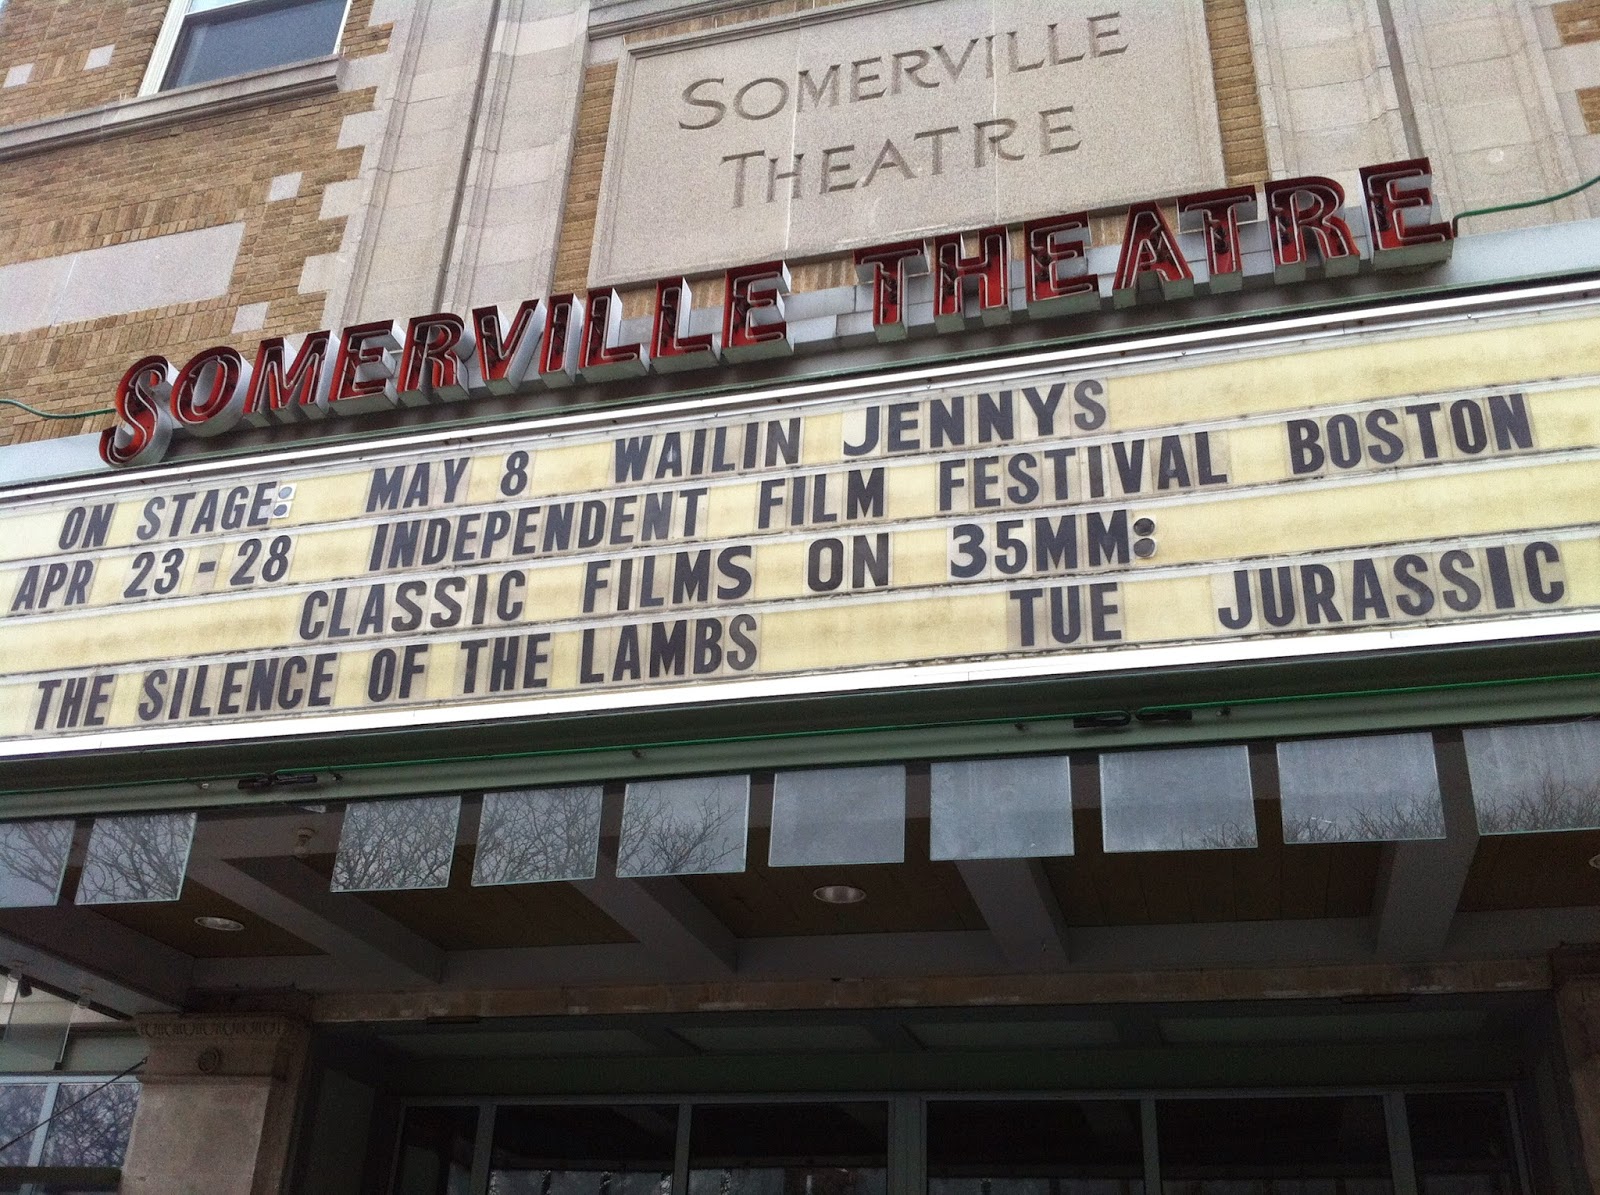 SOMERVILLE
THEATRE
SOMERVILLE THEATRE
ON STAGE: MAY 8 WAILIN JENNYS
APR 23-28 INDEPENDENT FILM FESTIVAL BOSTON
CLASSIC FILMS ON 35MM:
THE SILENCE OF THE LAMBS TUE JURASSIC